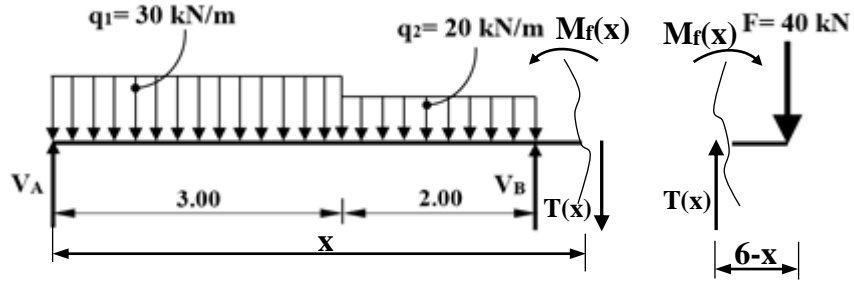 q1= 30 kN/m
q2= 20 kN/m
Mf(x)
Mf(x)
F= 40 kN
VA
3.00
2.00
VB
T(x)
T(x)
x
6-x